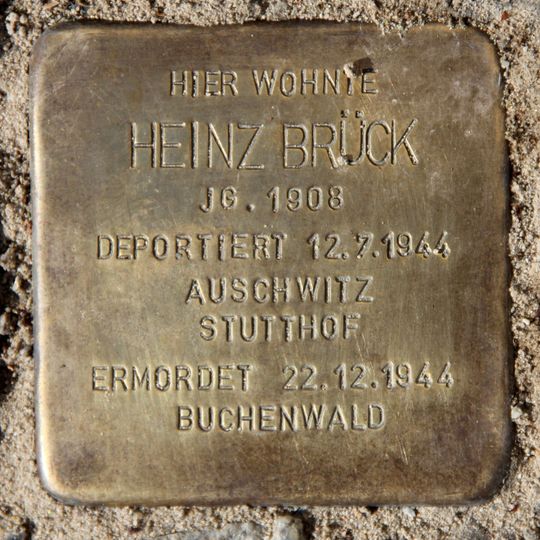 HIER WOHNTE
HEINZ BRÜCK
JG. 1908
DEPORTIERT 12.7.1944
AUSCHWITZ
STUTTHOF
ERMORDET 22.12.1944
BUCHENWALD